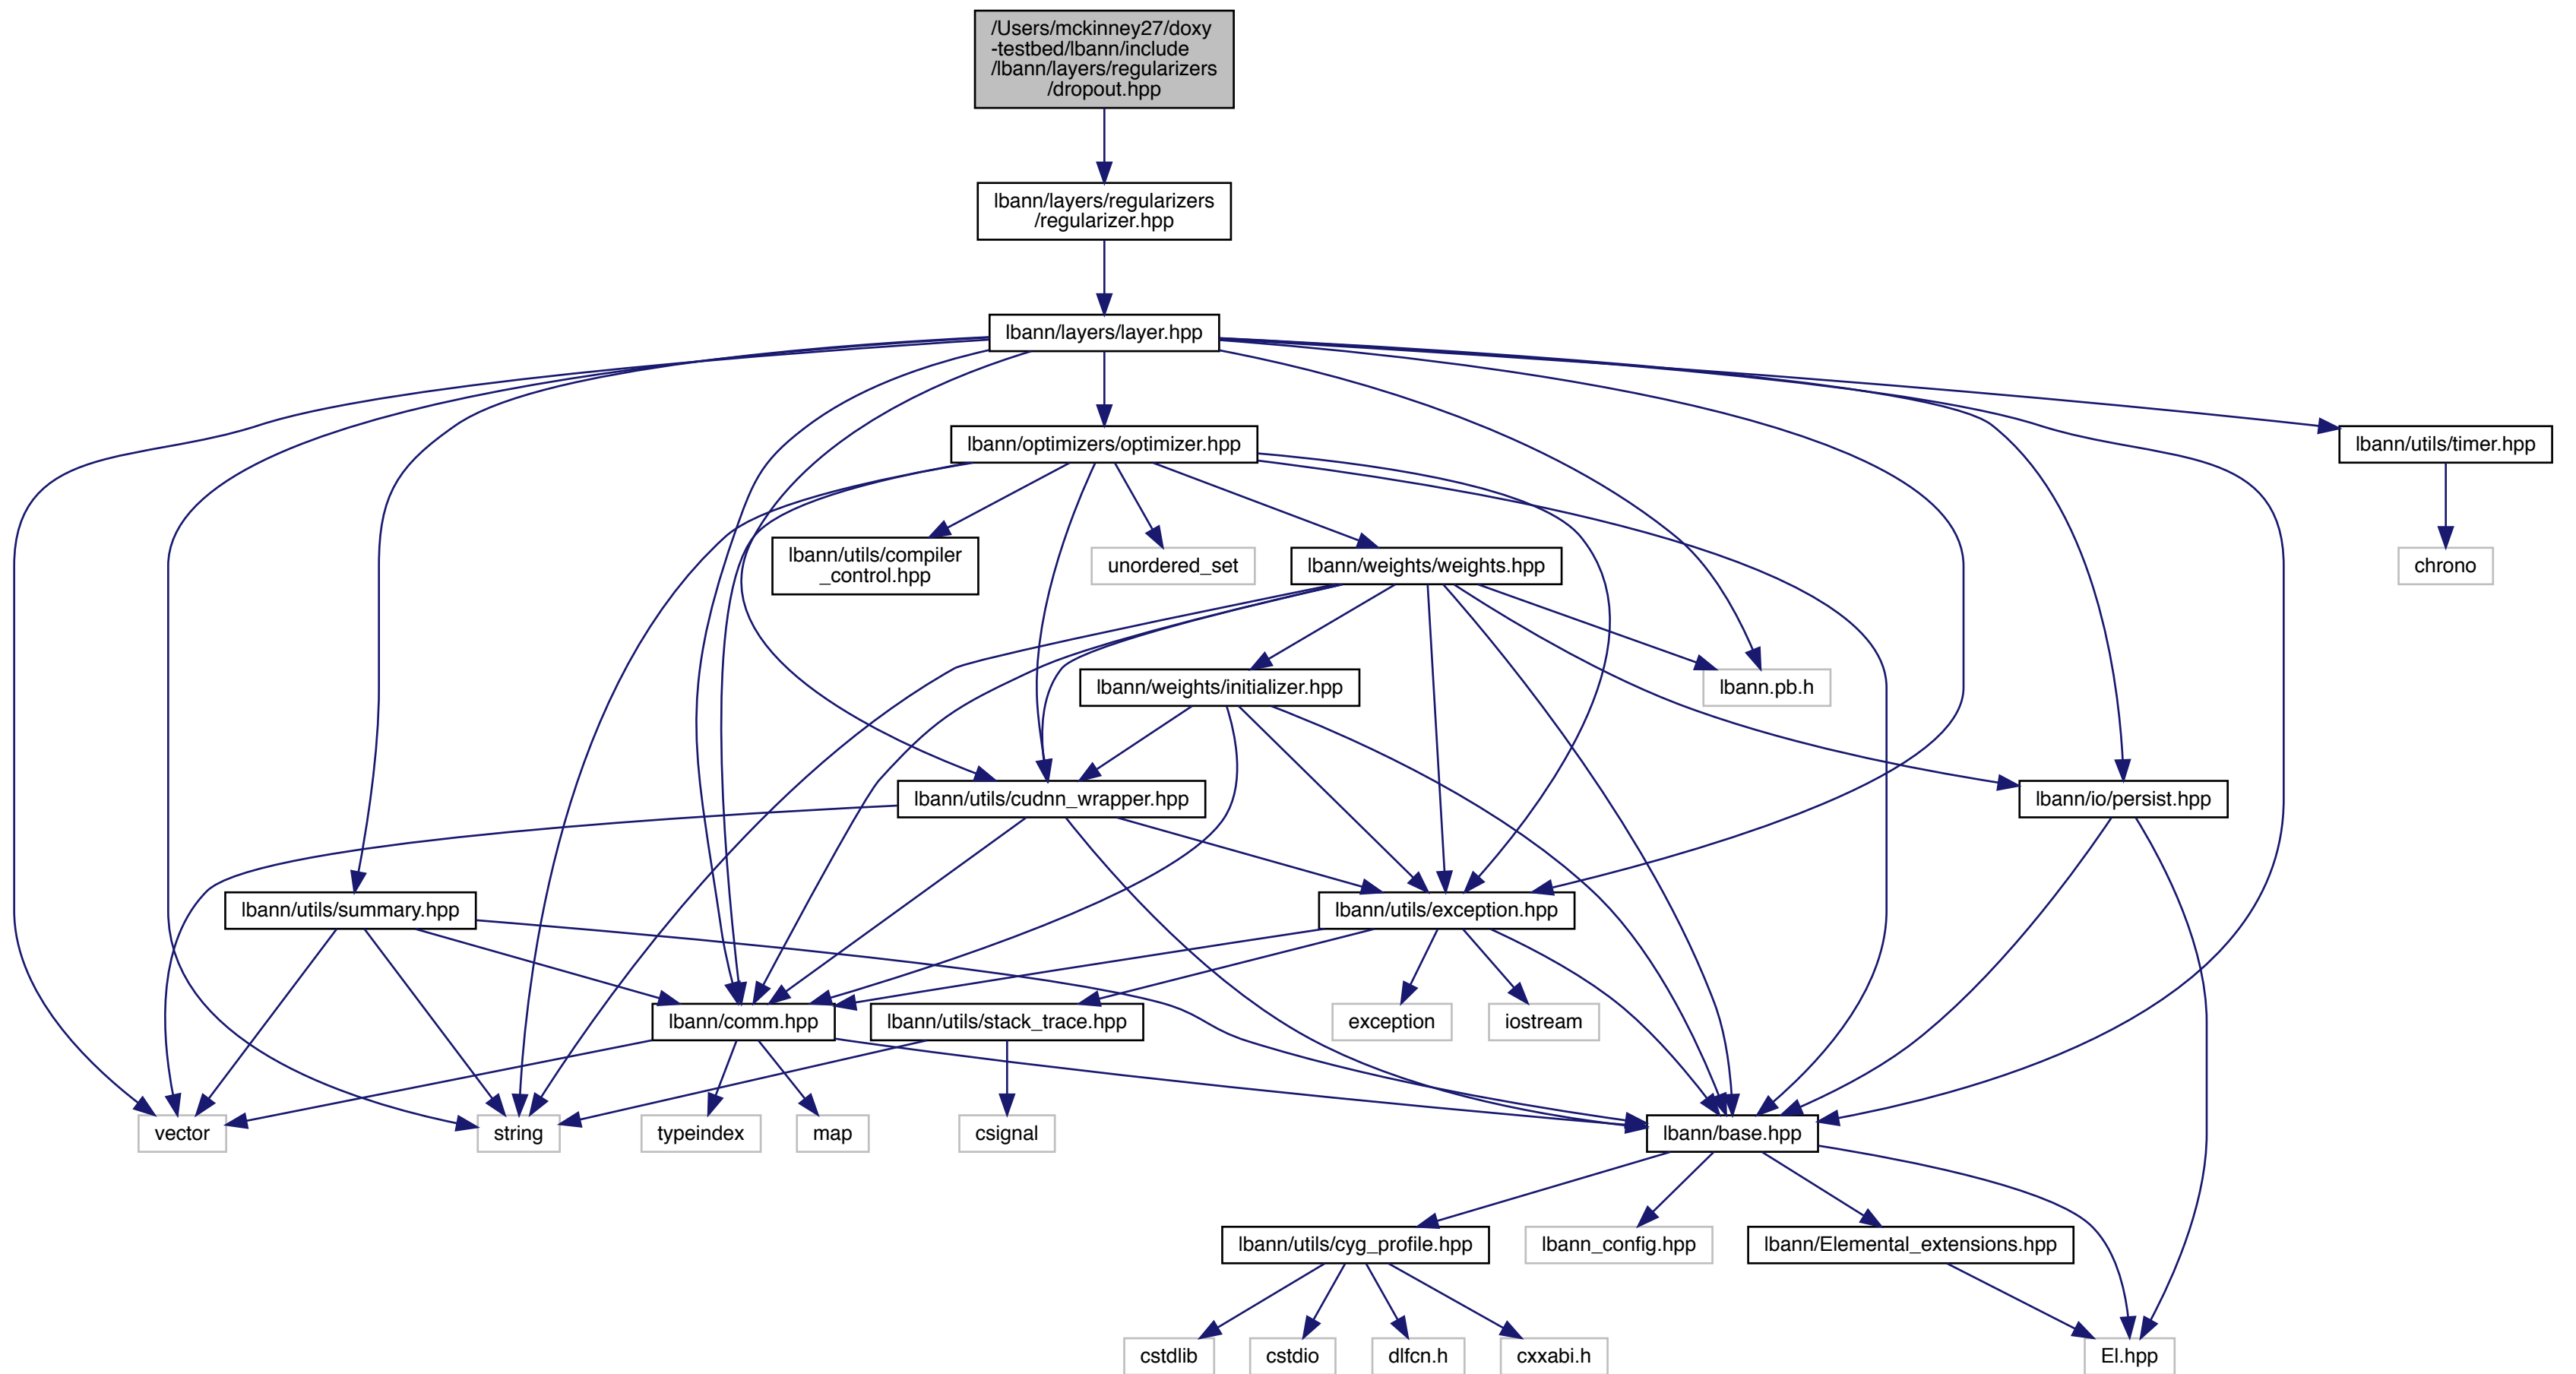 /Users/mckinney27/doxy
-testbed/lbann/include
/lbann/layers/regularizers
/dropout.hpp
lbann/layers/regularizers
/regularizer.hpp
lbann/layers/layer.hpp
lbann/optimizers/optimizer.hpp
lbann/utils/timer.hpp
lbann/utils/compiler
_control.hpp
unordered_set
lbann/weights/weights.hpp
chrono
lbann/weights/initializer.hpp
lbann.pb.h
lbann/utils/cudnn_wrapper.hpp
lbann/io/persist.hpp
lbann/utils/summary.hpp
lbann/utils/exception.hpp
lbann/comm.hpp
lbann/utils/stack_trace.hpp
exception
iostream
vector
string
typeindex
map
csignal
lbann/base.hpp
lbann/utils/cyg_profile.hpp
lbann_config.hpp
lbann/Elemental_extensions.hpp
cstdlib
cstdio
dlfcn.h
cxxabi.h
El.hpp